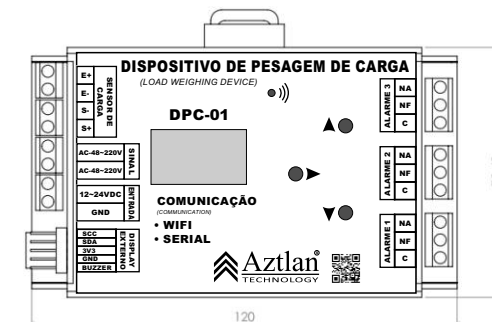 DISPOSITIVO DE PESAGEM DE CARGA
(LOAD WEIGHING DEVICE)
DPC-01
E+
E-
S-
S+
SENSOR DE
CARGA
AC-48~220V
AC-48~220V
SINAL
12~24VDC
GND
ENTRADA
SCC
SDA
3V3
GND
BUZZER
DISPLAY
EXTERNO
COMUNICAÇÃO
(COMMUNICATION)
• WIFI
• SERIAL
Aztlan®
TECHNOLOGY
ALARME 3
NA
NF
C
ALARME 2
NA
NF
C
ALARME 1
NA
NF
C
120